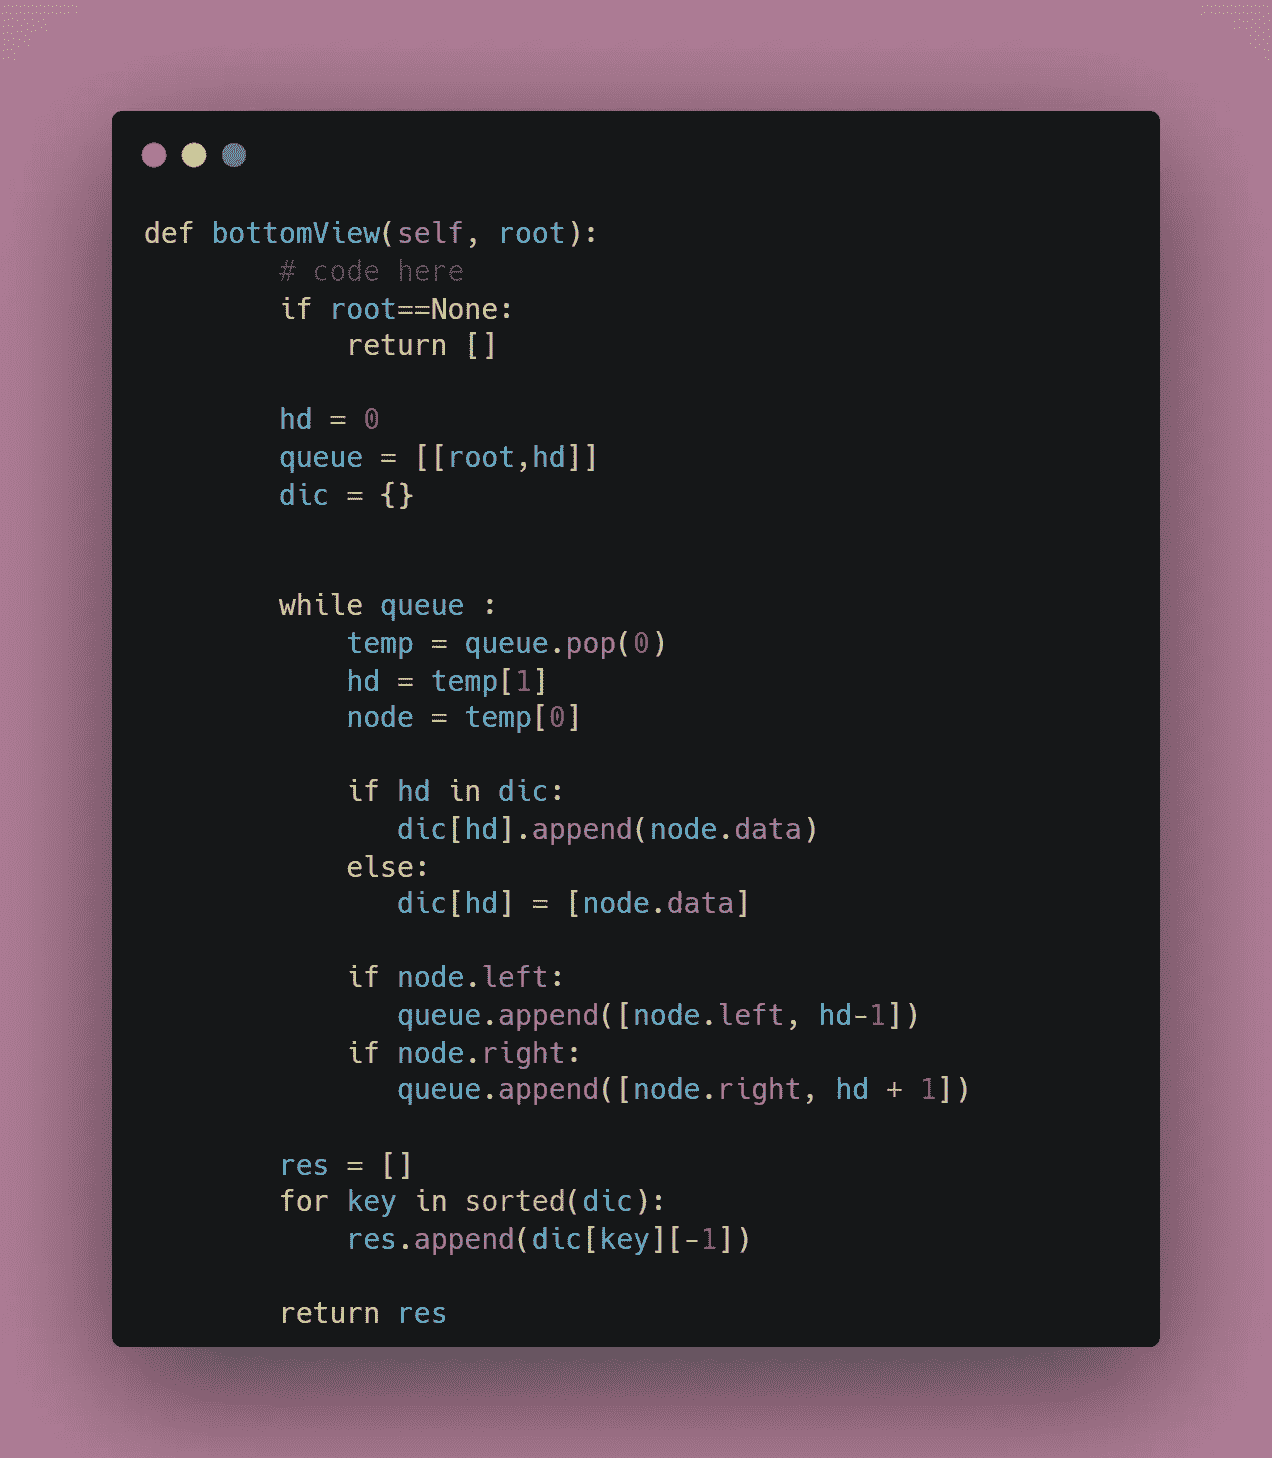 def bottomView(self, root):
        # code here
        if root==None:
            return []
        hd = 0
        queue = [[root,hd]]
        dic = {}
        while queue :
            temp = queue.pop(0)
            hd = temp[1]
            node = temp[0]
            if hd in dic:
               dic[hd].append(node.data)
            else:
               dic[hd] = [node.data]
            if node.left:
               queue.append([node.left, hd-1])
            if node.right:
               queue.append([node.right, hd + 1])
        res = []
        for key in sorted(dic):
            res.append(dic[key][-1])
        return res